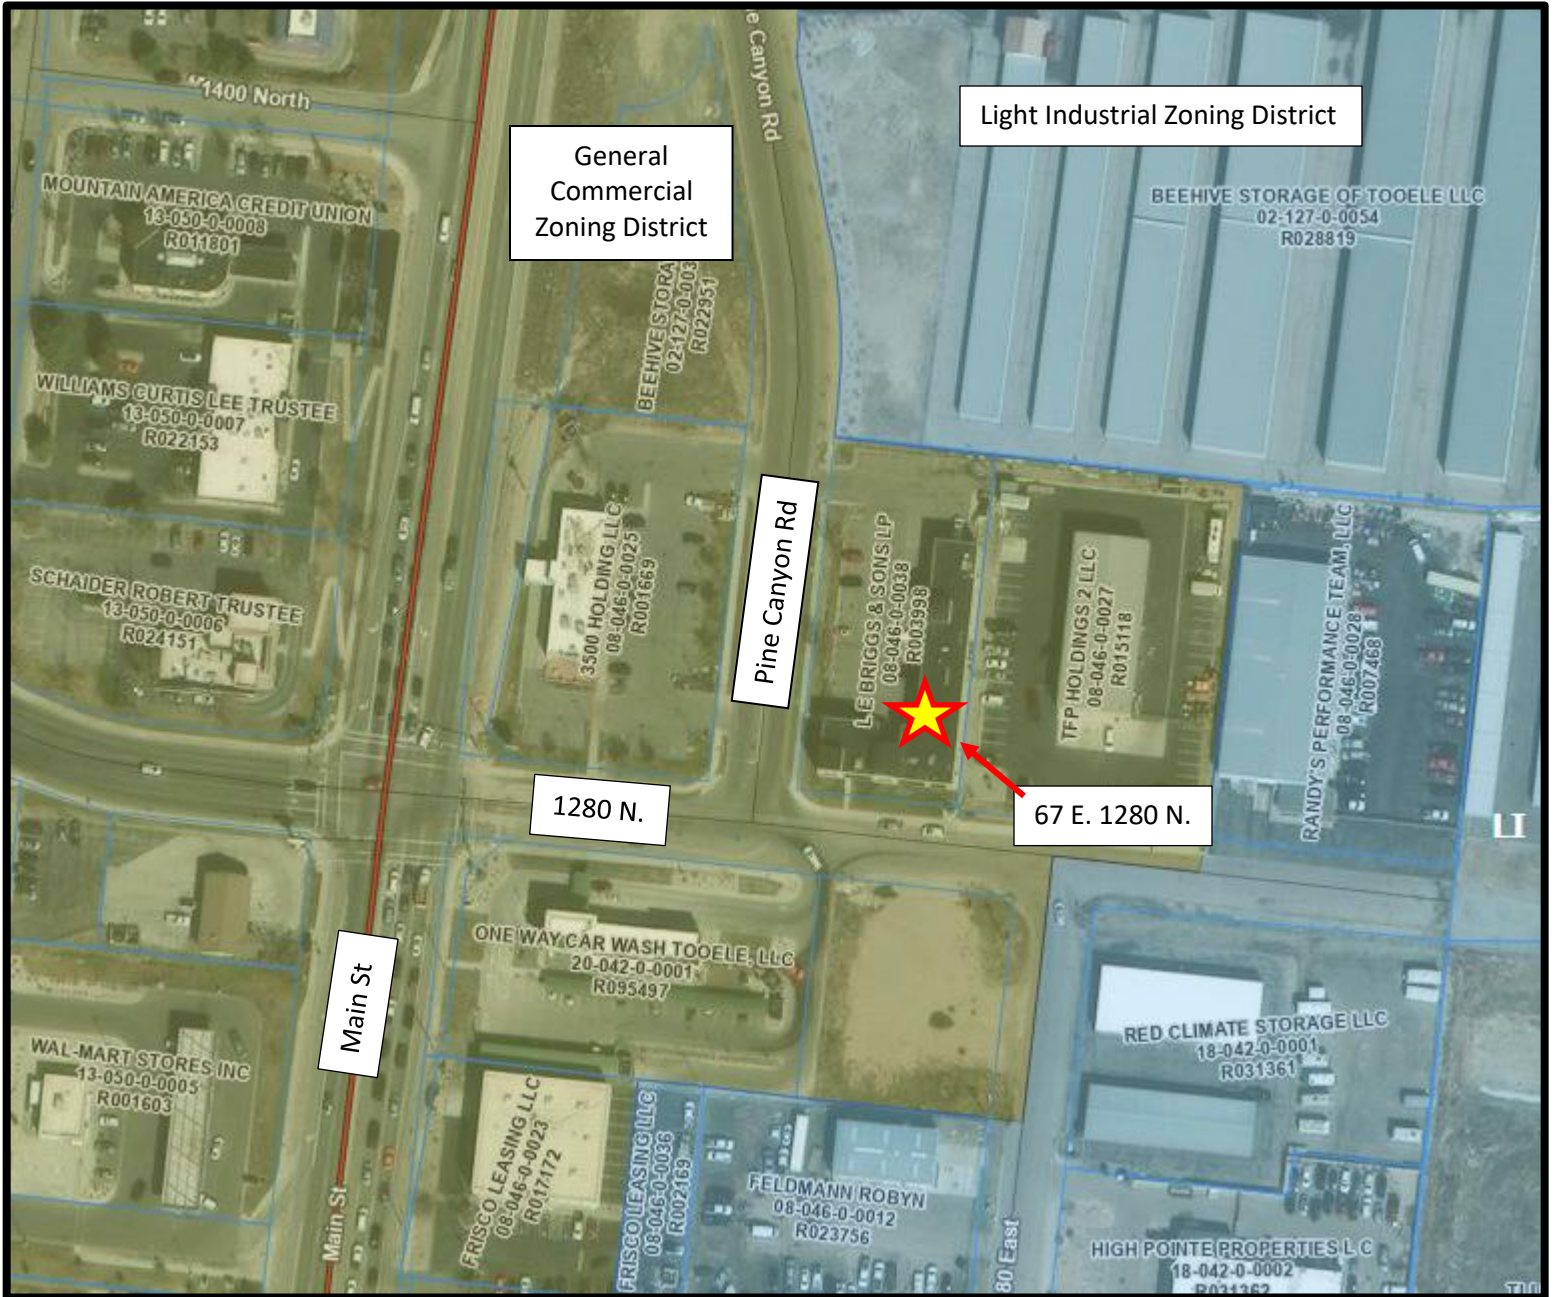 1400 North
e Canyon Rd
Light Industrial Zoning District
General
Commercial
Zoning District
MOUNTAIN AMERICA CREDIT UNION
13-050-0-0008
R011801
BEEHIVE STORAGE OF TOOELE LLC
02-127-0-0054
R028819
BEEHIVE STORA
02-127-0-003
R022951
WILLIAMS CURTIS LEE TRUSTEE
13-050-0-0007
R022153
SCHAIDER ROBERT TRUSTEE
13-050-0-0006
R024151
3500 HOLDING LLC
08-046-0-0025
R001669
Pine Canyon Rd
L E BRIGGS & SONS LP
08-046-0-0038
R003998
TFP HOLDINGS 2 LLC
08-046-0-0027
R015118
RANDY'S PERFORMANCE TEAM, LLC
08-046-0-0028
R007468
1280 N.
67 E. 1280 N.
LI
ONE WAY CAR WASH TOOELE, LLC
20-042-0-0001
R095497
Main St
WAL-MART STORES INC
13-050-0-0005
R001603
RED CLIMATE STORAGE LLC
18-042-0-0001
R031361
FRISCO LEASING LLC
08-046-0-0023
R017172
FRISCO LEASING LLC
08-046-0-0036
R002169
FELDMANN ROBYN
08-046-0-0012
R023756
Main St
80 East
HIGH POINTE PROPERTIES L C
18-042-0-0002
R031362